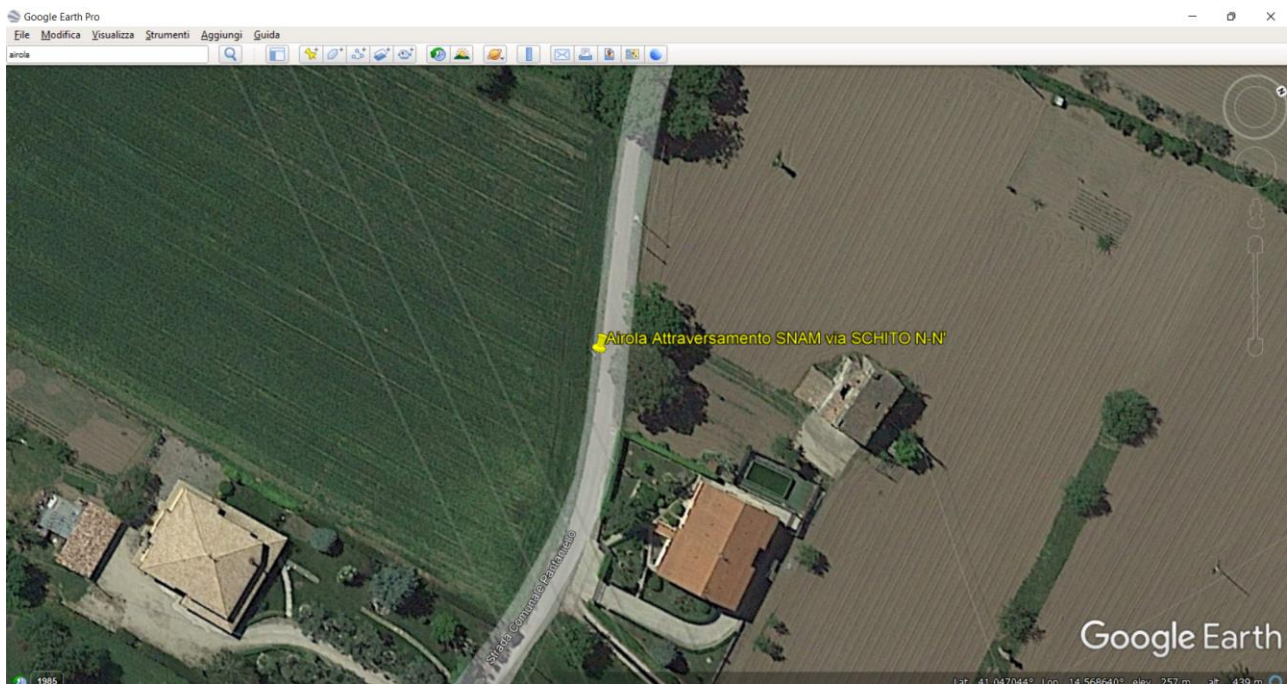 Google Earth Pro
File Modifica Visualizza Strumenti Aggiungi Guida
airola
Airola Attraversamento SNAM via SCHITO N-N'
Strada Comunale Pantaniello
Google Earth
1985
Lat 41.047044° Lon 14.568640° elev 257 m alt 439 m